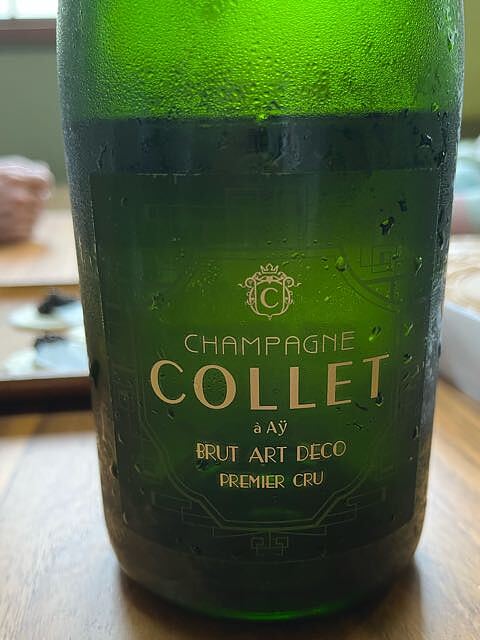 C
CHAMPAGNE
COLLET
à Aÿ
BRUT ART DECO
PREMIER CRU